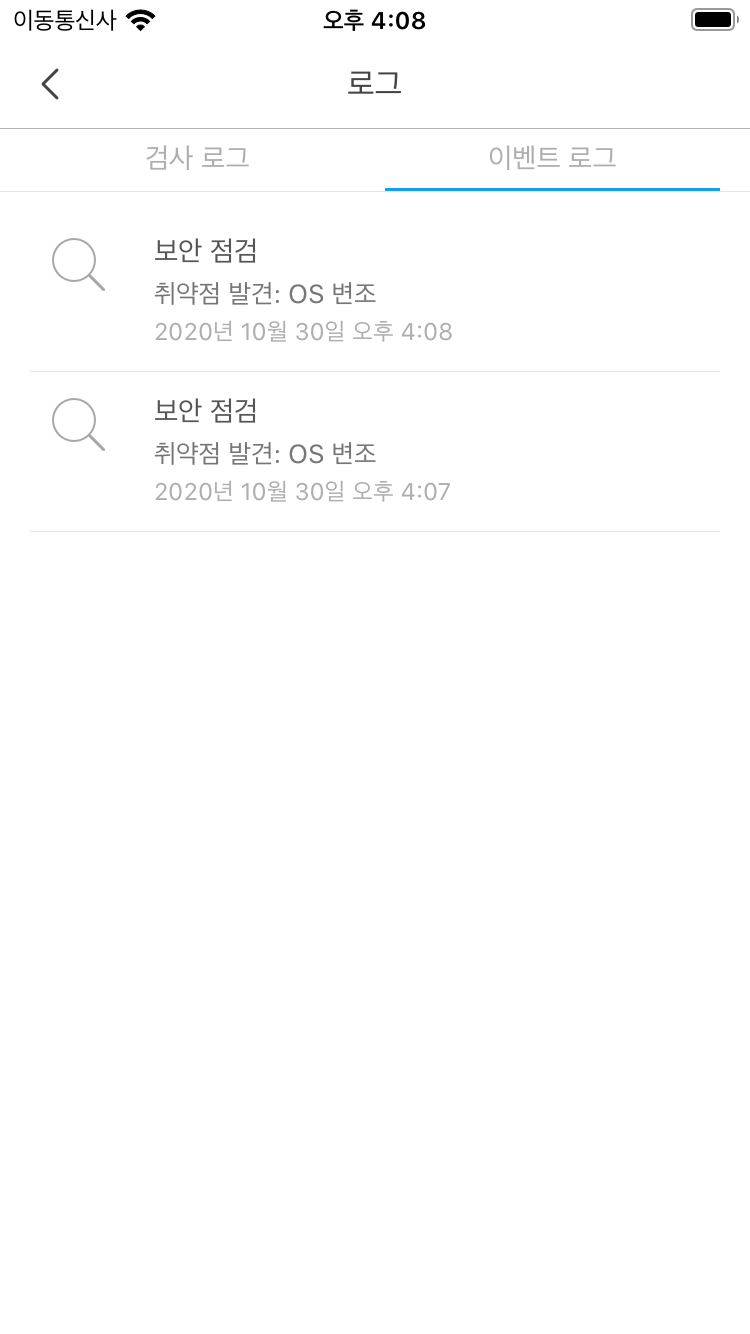 이동통신사
오후 4:08
로그
검사 로그
이벤트 로그
보안 점검
취약점 발견: OS 변조
2020년 10월 30일 오후 4:08
보안 점검
취약점 발견: OS 변조
2020년 10월 30일 오후 4:07